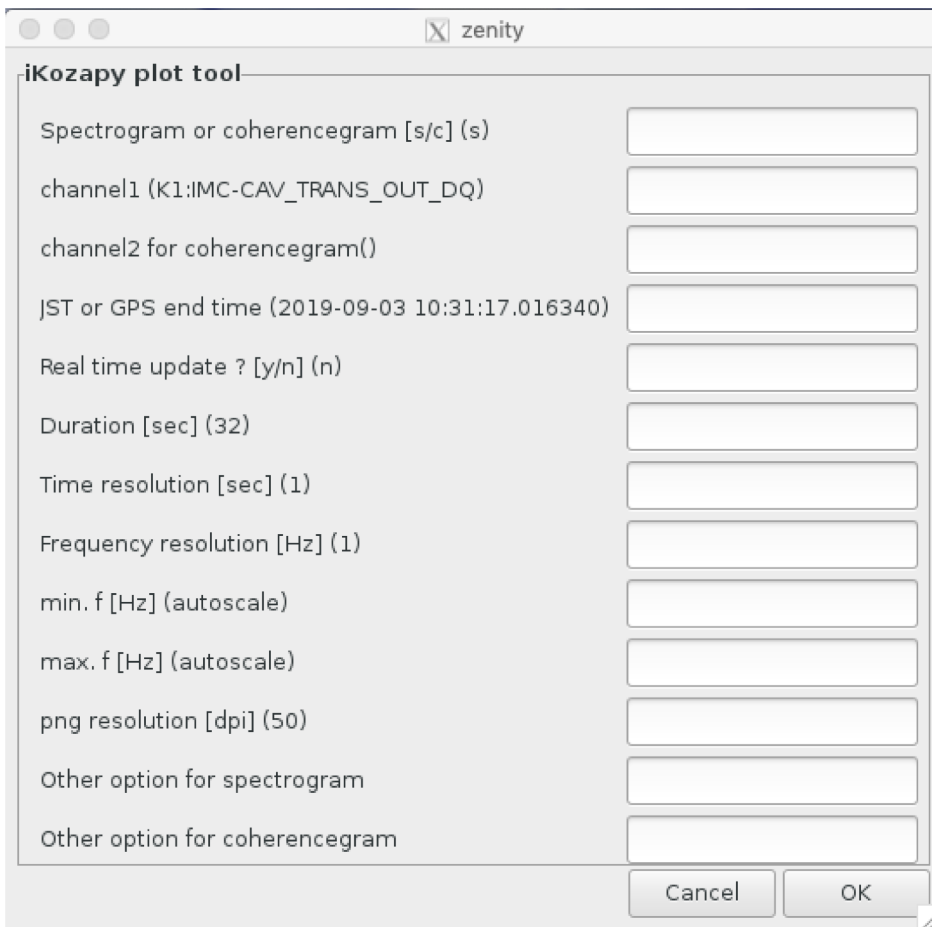 zenity
iKozapy plot tool
Spectrogram or coherencegram [s/c] (s)
channel1 (K1:IMC-CAV_TRANS_OUT_DQ)
channel2 for coherencegram()
JST or GPS end time (2019-09-03 10:31:17.016340)
Real time update ? [y/n] (n)
Duration [sec] (32)
Time resolution [sec] (1)
Frequency resolution [Hz] (1)
min. f [Hz] (autoscale)
max. f [Hz] (autoscale)
png resolution [dpi] (50)
Other option for spectrogram
Other option for coherencegram
Cancel OK